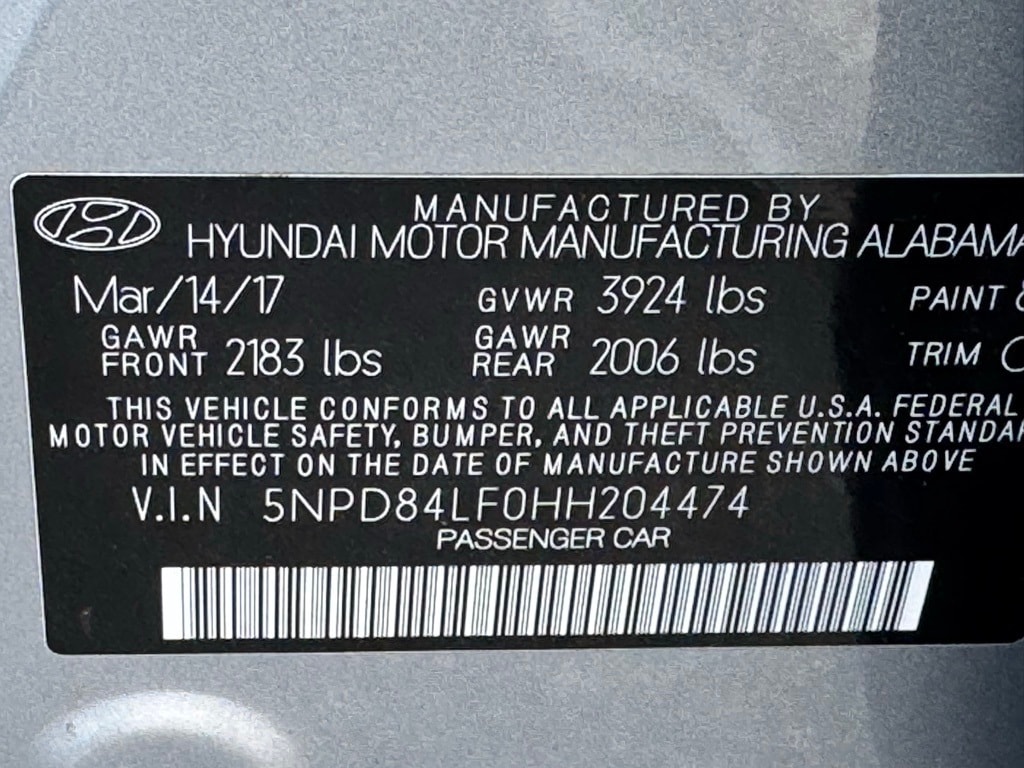 MANUFACTURED BY
HYUNDAI MOTOR MANUFACTURING ALABAMA
Mar/14/17 GVWR 3924 lbs PAINT
GAWR FRONT 2183 lbs GAWR REAR 2006 lbs TRIM
THIS VEHICLE CONFORMS TO ALL APPLICABLE U.S.A. FEDERAL
MOTOR VEHICLE SAFETY, BUMPER, AND THEFT PREVENTION
IN EFFECT ON THE DATE OF MANUFACTURE SHOWN ABOVE
V.I.N 5NPD84LF0HH204474
PASSENGER CAR